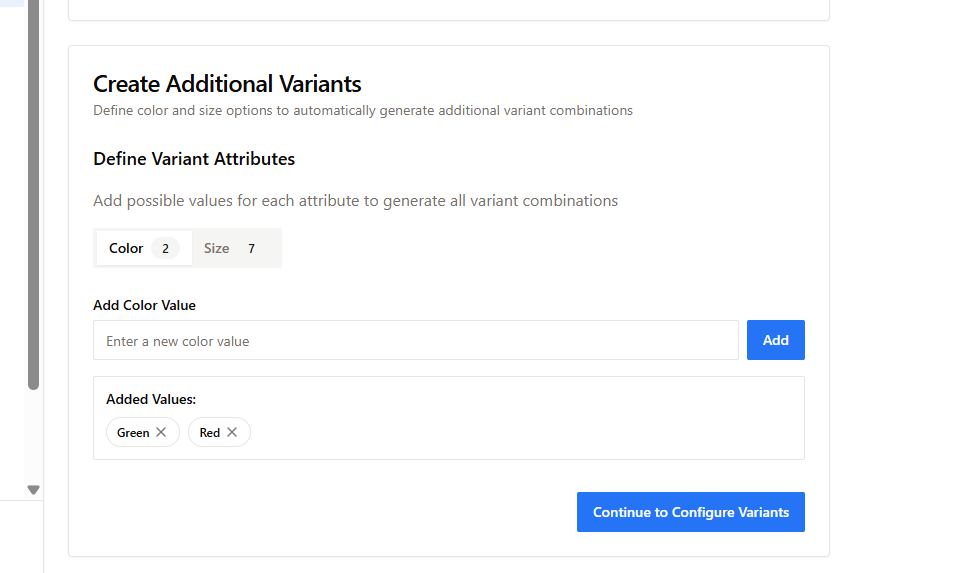 Create Additional Variants
Define color and size options to automatically generate additional variant combinations
Define Variant Attributes
Add possible values for each attribute to generate all variant combinations
Color 2 Size 7
Add Color Value
Enter a new color value Add
Added Values:
Green Red
Continue to Configure Variants